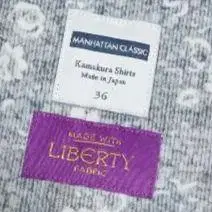 MANHATTAN CLASSIC
Kamakura Shirts
Made in Japan
36
MADE WITH
LIBERTY
FABRIC